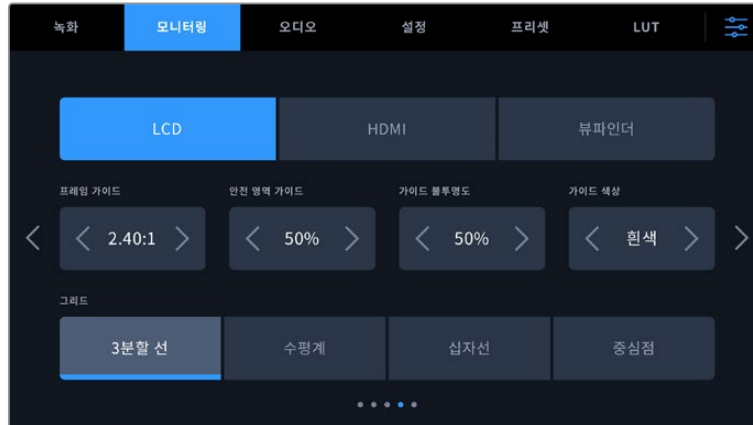 녹화 모니터링 오디오 설정 프리셋 LUT
LCD HDMI 뷰파인더
프레임 가이드 안전 영역 가이드 가이드 불투명도 가이드 색상
2.40:1 50% 50% 흰색
그리드
3분할 선 수평계 십자선 중심점